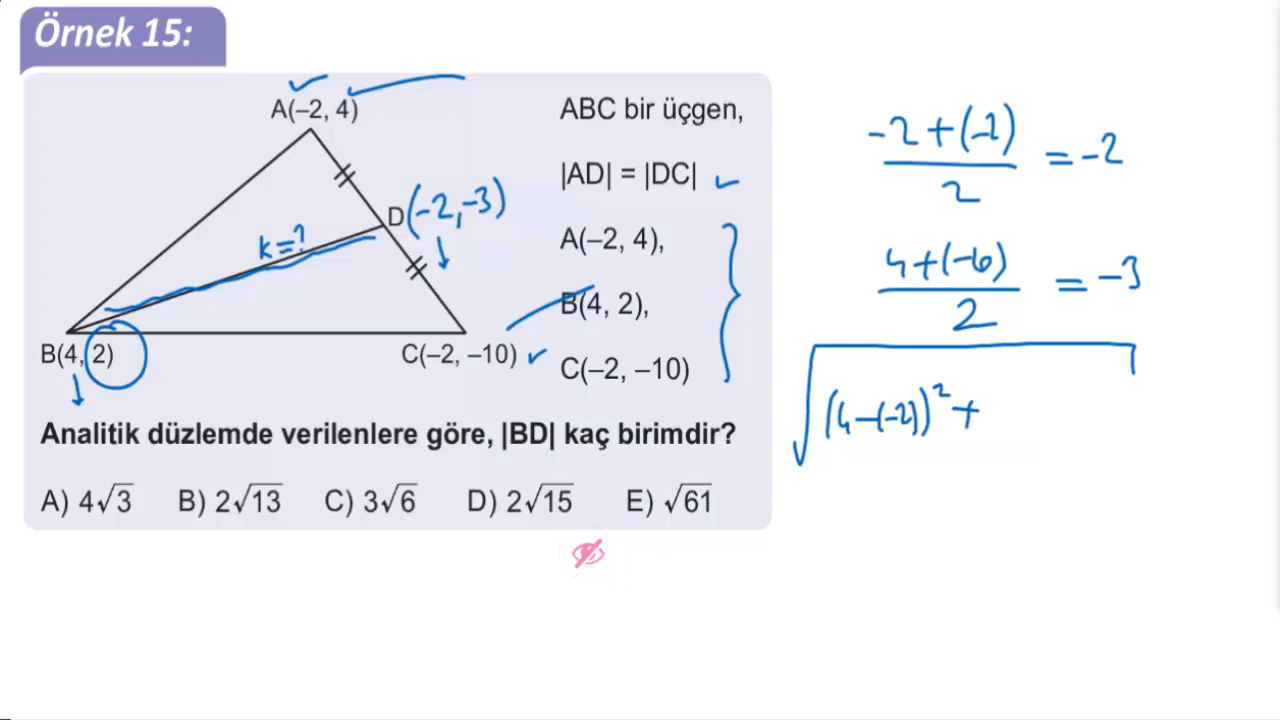 Örnek 15:
A(–2, 4)
D(-2,-3)
k=?
B(4, 2)
C(–2, –10)
ABC bir üçgen,
|AD| = |DC|
A(–2, 4),
B(4, 2),
C(–2, –10)
Analitik düzlemde verilenlere göre, |BD| kaç birimdir?
A) 4√3 B) 2√13 C) 3√6 D) 2√15 E) √61
(-2+(-2))/2 = -2
(4+(-6))/2 = -3
√((4-(-2))² +